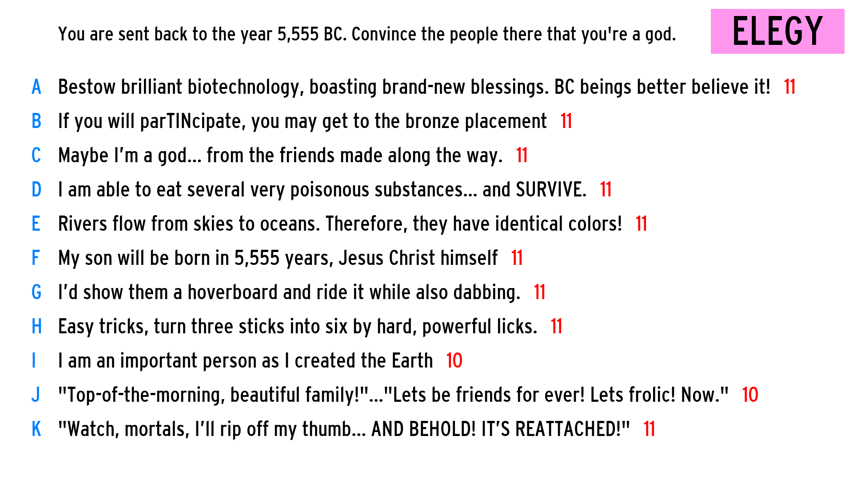 You are sent back to the year 5,555 BC. Convince the people there that you're a god.
ELEGY
A Bestow brilliant biotechnology, boasting brand-new blessings. BC beings better believe it! 11
B If you will parTINcipate, you may get to the bronze placement 11
C Maybe I'm a god... from the friends made along the way. 11
D I am able to eat several very poisonous substances... and SURVIVE. 11
E Rivers flow from skies to oceans. Therefore, they have identical colors! 11
F My son will be born in 5,555 years, Jesus Christ himself 11
G I'd show them a hoverboard and ride it while also dabbing. 11
H Easy tricks, turn three sticks into six by hard, powerful licks. 11
I I am an important person as I created the Earth 10
J "Top-of-the-morning, beautiful family!"..."Lets be friends for ever! Lets frolic! Now." 10
K "Watch, mortals, I'll rip off my thumb... AND BEHOLD! IT'S REATTACHED!" 11